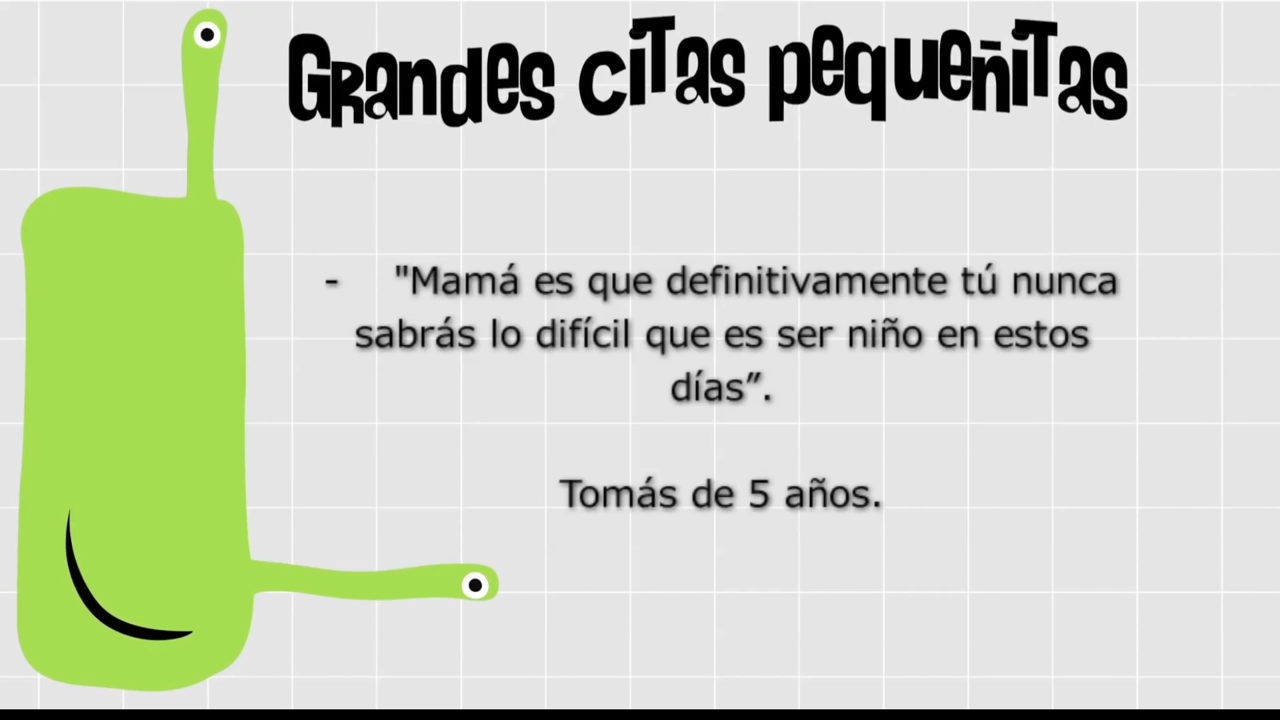 Grandes citas pequeñitas
- "Mamá es que definitivamente tú nunca
sabrás lo difícil que es ser niño en estos
días”.
Tomás de 5 años.